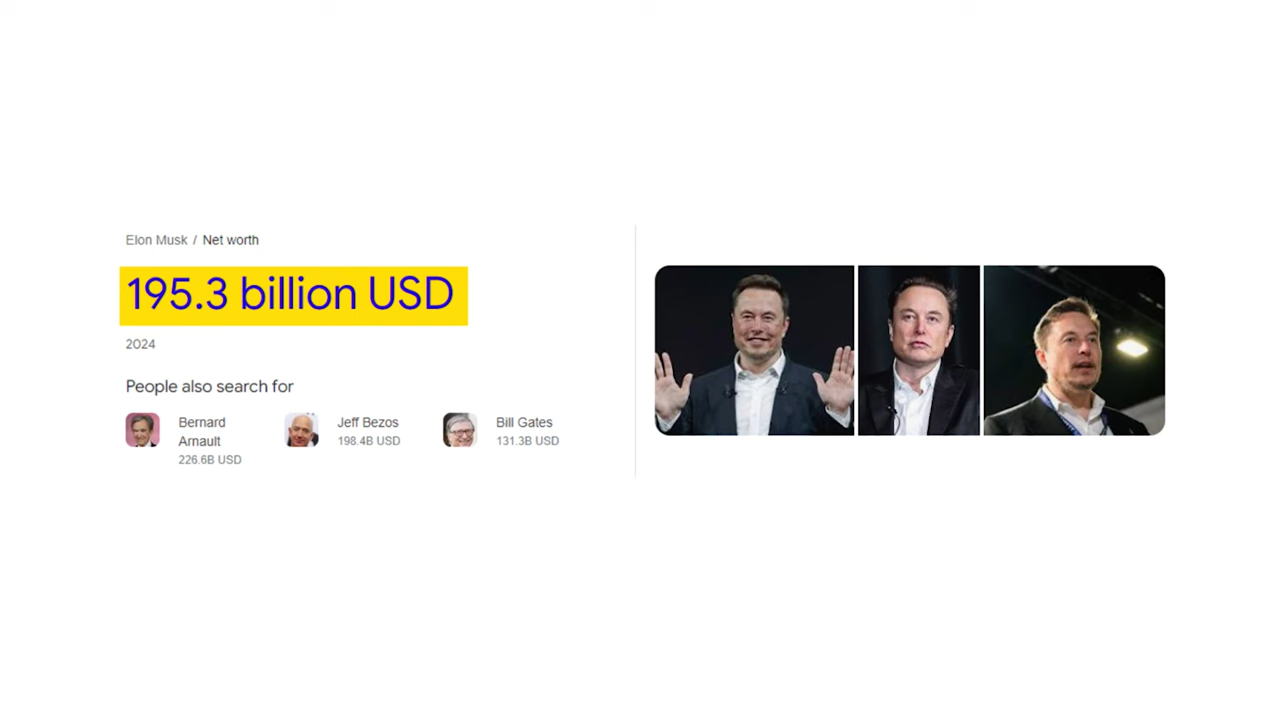 Elon Musk / Net worth
195.3 billion USD
2024
People also search for
Bernard
Arnault
226.6B USD
Jeff Bezos
198.4B USD
Bill Gates
131.3B USD